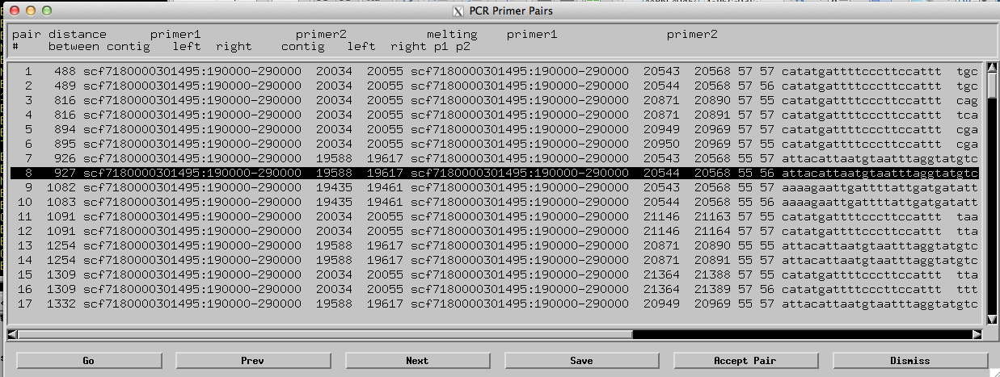 PCR Primer Pairs
pair distance primer1 primer2 melting primer1 primer2
# between contig left right contig left right p1 p2
1 488 scf7180000301495:190000-290000 20034 20055 scf7180000301495:190000-290000 20543 20568 57 57 catatgattttcccttccattt tgc
2 489 scf7180000301495:190000-290000 20034 20055 scf7180000301495:190000-290000 20544 20568 57 56 catatgattttcccttccattt tgc
3 816 scf7180000301495:190000-290000 20034 20055 scf7180000301495:190000-290000 20871 20890 57 55 catatgattttcccttccattt cag
4 816 scf7180000301495:190000-290000 20034 20055 scf7180000301495:190000-290000 20871 20891 57 55 catatgattttcccttccattt tca
5 894 scf7180000301495:190000-290000 20034 20055 scf7180000301495:190000-290000 20949 20969 57 57 catatgattttcccttccattt cga
6 895 scf7180000301495:190000-290000 20034 20055 scf7180000301495:190000-290000 20950 20969 57 56 catatgattttcccttccattt cga
7 926 scf7180000301495:190000-290000 19588 19617 scf7180000301495:190000-290000 20543 20568 55 57 attacattaatgtaatttaggtatgtc
8 927 scf7180000301495:190000-290000 19588 19617 scf7180000301495:190000-290000 20544 20568 55 56 attacattaatgtaatttaggtatgtc
9 1082 scf7180000301495:190000-290000 19435 19461 scf7180000301495:190000-290000 20543 20568 55 57 aaaagaattgattttattgatgatatt
10 1083 scf7180000301495:190000-290000 19435 19461 scf7180000301495:190000-290000 20544 20568 55 56 aaaagaattgattttattgatgatatt
11 1091 scf7180000301495:190000-290000 20034 20055 scf7180000301495:190000-290000 21146 21163 57 55 catatgattttcccttccattt taa
12 1091 scf7180000301495:190000-290000 20034 20055 scf7180000301495:190000-290000 21146 21164 57 57 catatgattttcccttccattt tta
13 1254 scf7180000301495:190000-290000 19588 19617 scf7180000301495:190000-290000 20871 20890 55 55 attacattaatgtaatttaggtatgtc
14 1254 scf7180000301495:190000-290000 19588 19617 scf7180000301495:190000-290000 20871 20891 55 57 attacattaatgtaatttaggtatgtc
15 1309 scf7180000301495:190000-290000 20034 20055 scf7180000301495:190000-290000 21364 21388 57 55 catatgattttcccttccattt tta
16 1309 scf7180000301495:190000-290000 20034 20055 scf7180000301495:190000-290000 21364 21389 57 56 catatgattttcccttccattt ttt
17 1332 scf7180000301495:190000-290000 19588 19617 scf7180000301495:190000-290000 20949 20969 55 57 attacattaatgtaatttaggtatgtc
Go Prev Next Save Accept Pair Dismiss